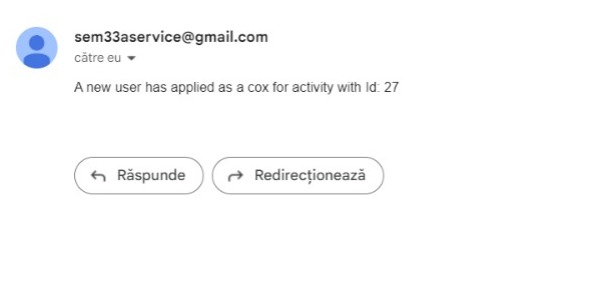 sem33aservice@gmail.com
către eu
A new user has applied as a cox for activity with Id: 27
Răspunde
Redirecționează